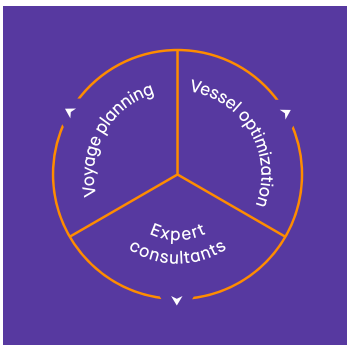 Voyage planning
Vessel optimization
Expert
consultants